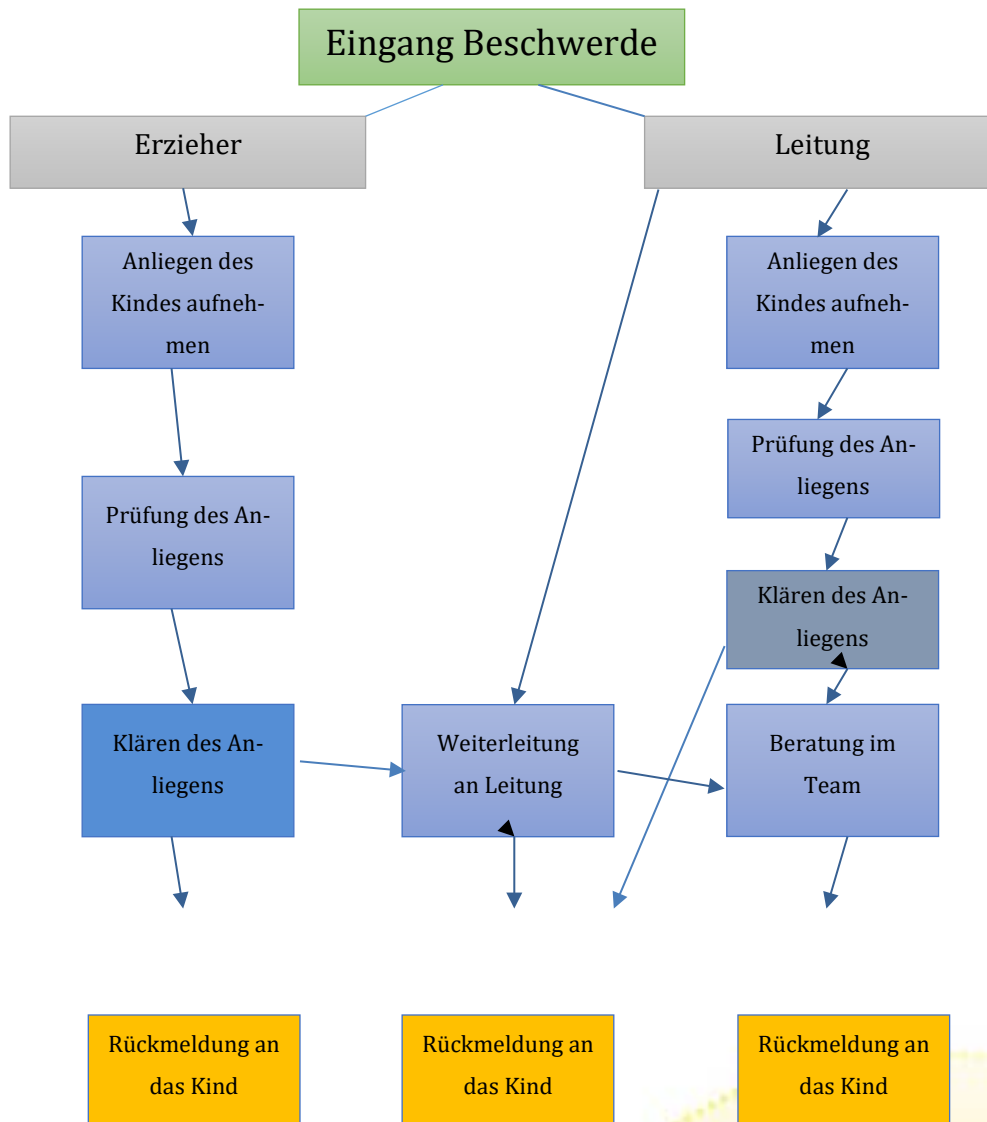 Eingang Beschwerde
Erzieher
Leitung
Anliegen des
Kindes aufneh-
men
Anliegen des
Kindes aufneh-
men
Prüfung des An-
liegens
Prüfung des An-
liegens
Klären des An-
liegens
Klären des An-
liegens
Weiterleitung
an Leitung
Beratung im
Team
Rückmeldung an
das Kind
Rückmeldung an
das Kind
Rückmeldung an
das Kind